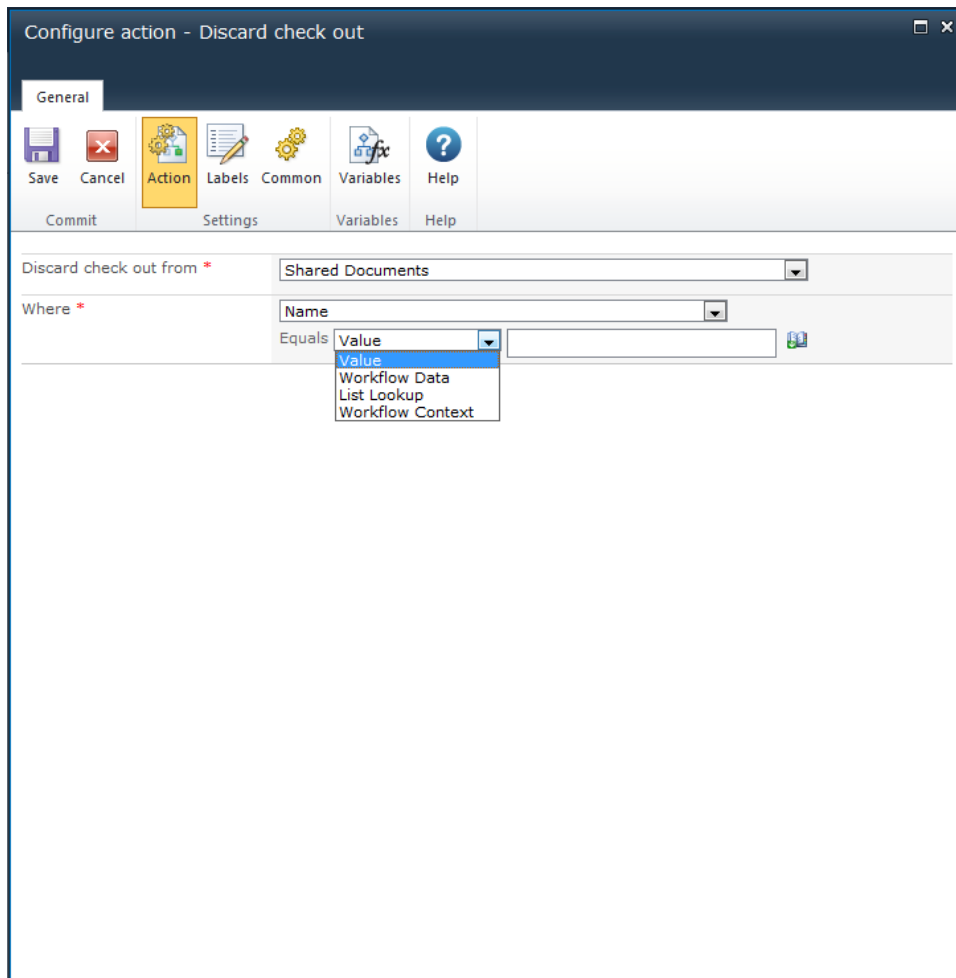 Configure action - Discard check out
General
Save Cancel Action Labels Common Variables Help
Commit Settings Variables Help
Discard check out from * Shared Documents
Where * Name
Equals Value
Value
Workflow Data
List Lookup
Workflow Context